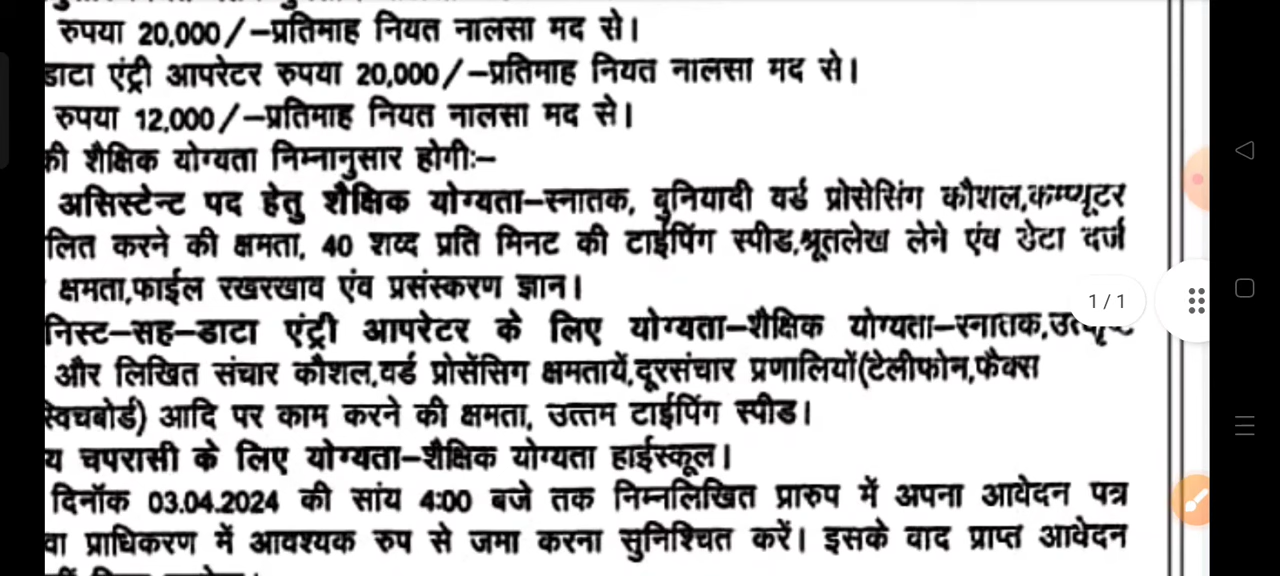 रुपया 20,000/-प्रतिमाह नियत नालसा मद से।
डाटा एंट्री आपरेटर रुपया 20,000/-प्रतिमाह नियत नालसा मद से।
रुपया 12,000/-प्रतिमाह नियत नालसा मद से।
की शैक्षिक योग्यता निम्नानुसार होगीः-
असिस्टेन्ट पद हेतु शैक्षिक योग्यता-स्नातक, बुनियादी वर्ड प्रोसेसिंग कौशल,कम्प्यूटर
लित करने की क्षमता, 40 शव्द प्रति मिनट की टाईपिंग स्पीड,श्रूतलेख लेने एंव डेटा दर्ज
क्षमता,फाईल रखरखाव एंव प्रसंस्करण ज्ञान।
1/1
निस्ट-सह-डाटा एंट्री आपरेटर के लिए योग्यता-शैक्षिक योग्यता-स्नातक,
और लिखित संचार कौशल,वर्ड प्रोसेंसिग क्षमतायें,दूरसंचार प्रणालियों(टेलीफोन,फैक्स
स्विचबोर्ड) आदि पर काम करने की क्षमता, उत्तम टाईपिंग स्पीड।
य चपरासी के लिए योग्यता-शैक्षिक योग्यता हाईस्कूल।
दिनॉक 03.04.2024 की सांय 4:00 बजे तक निम्नलिखित प्रारुप में अपना आवेदन पत्र
वा प्राधिकरण में आवश्यक रुप से जमा करना सुनिश्चित करें। इसके वाद प्राप्त आवेदन